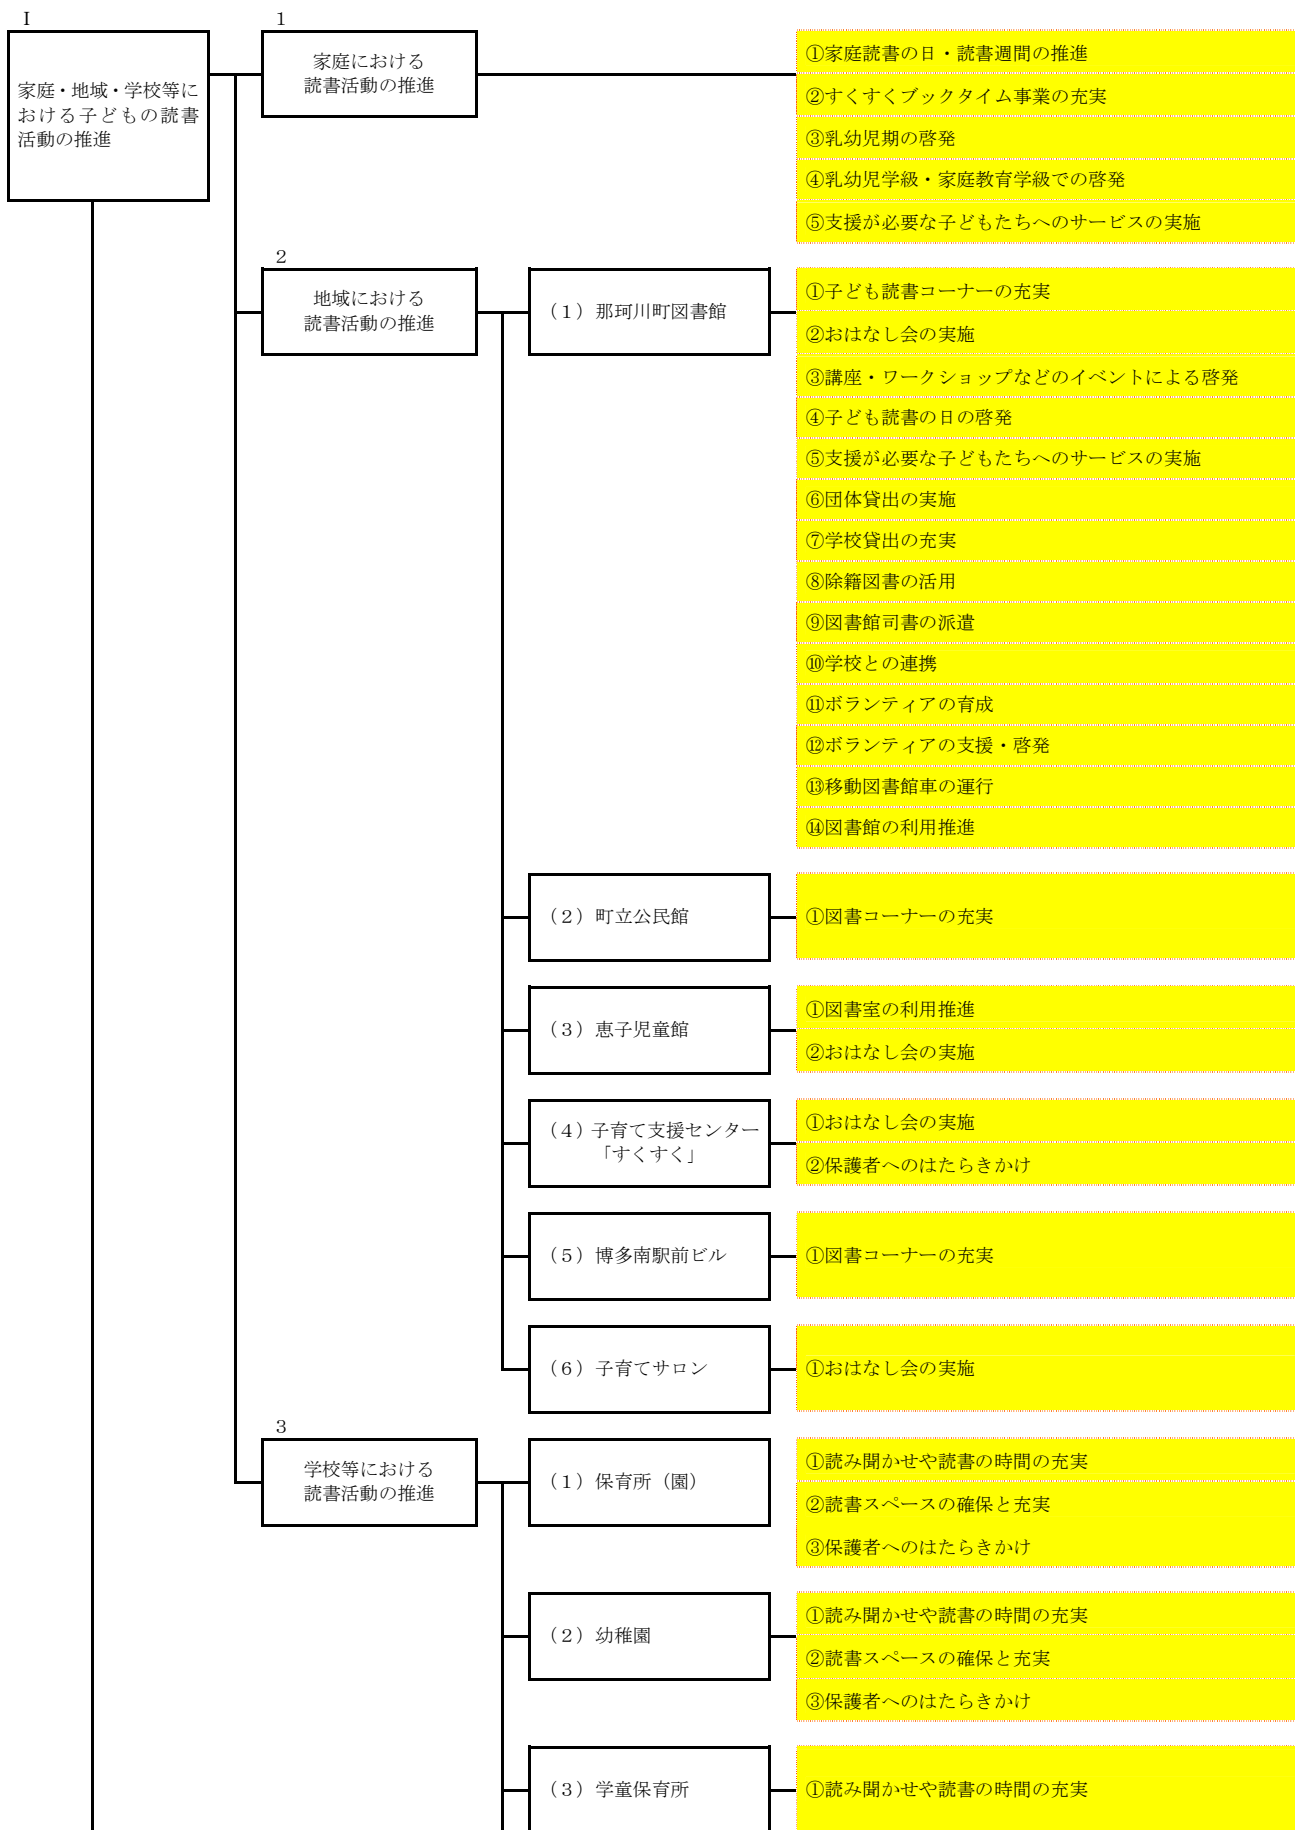 Ⅰ
家庭・地域・学校等に
おける子どもの読書
活動の推進
1
家庭における
読書活動の推進
①家庭読書の日・読書週間の推進
②すくすくブックタイム事業の充実
③乳幼児期の啓発
④乳幼児学級・家庭教育学級での啓発
⑤支援が必要な子どもたちへのサービスの実施
2
地域における
読書活動の推進
（１）那珂川町図書館
①子ども読書コーナーの充実
②おはなし会の実施
③講座・ワークショップなどのイベントによる啓発
④子ども読書の日の啓発
⑤支援が必要な子どもたちへのサービスの実施
⑥団体貸出の実施
⑦学校貸出の充実
⑧除籍図書の活用
⑨図書館司書の派遣
⑩学校との連携
⑪ボランティアの育成
⑫ボランティアの支援・啓発
⑬移動図書館車の運行
⑭図書館の利用推進
（２）町立公民館
①図書コーナーの充実
（３）恵子児童館
①図書室の利用推進
②おはなし会の実施
（４）子育て支援センター
「すくすく」
①おはなし会の実施
②保護者へのはたらきかけ
（５）博多南駅前ビル
①図書コーナーの充実
（６）子育てサロン
①おはなし会の実施
3
学校等における
読書活動の推進
（１）保育所（園）
①読み聞かせや読書の時間の充実
②読書スペースの確保と充実
③保護者へのはたらきかけ
（２）幼稚園
①読み聞かせや読書の時間の充実
②読書スペースの確保と充実
③保護者へのはたらきかけ
（３）学童保育所
①読み聞かせや読書の時間の充実